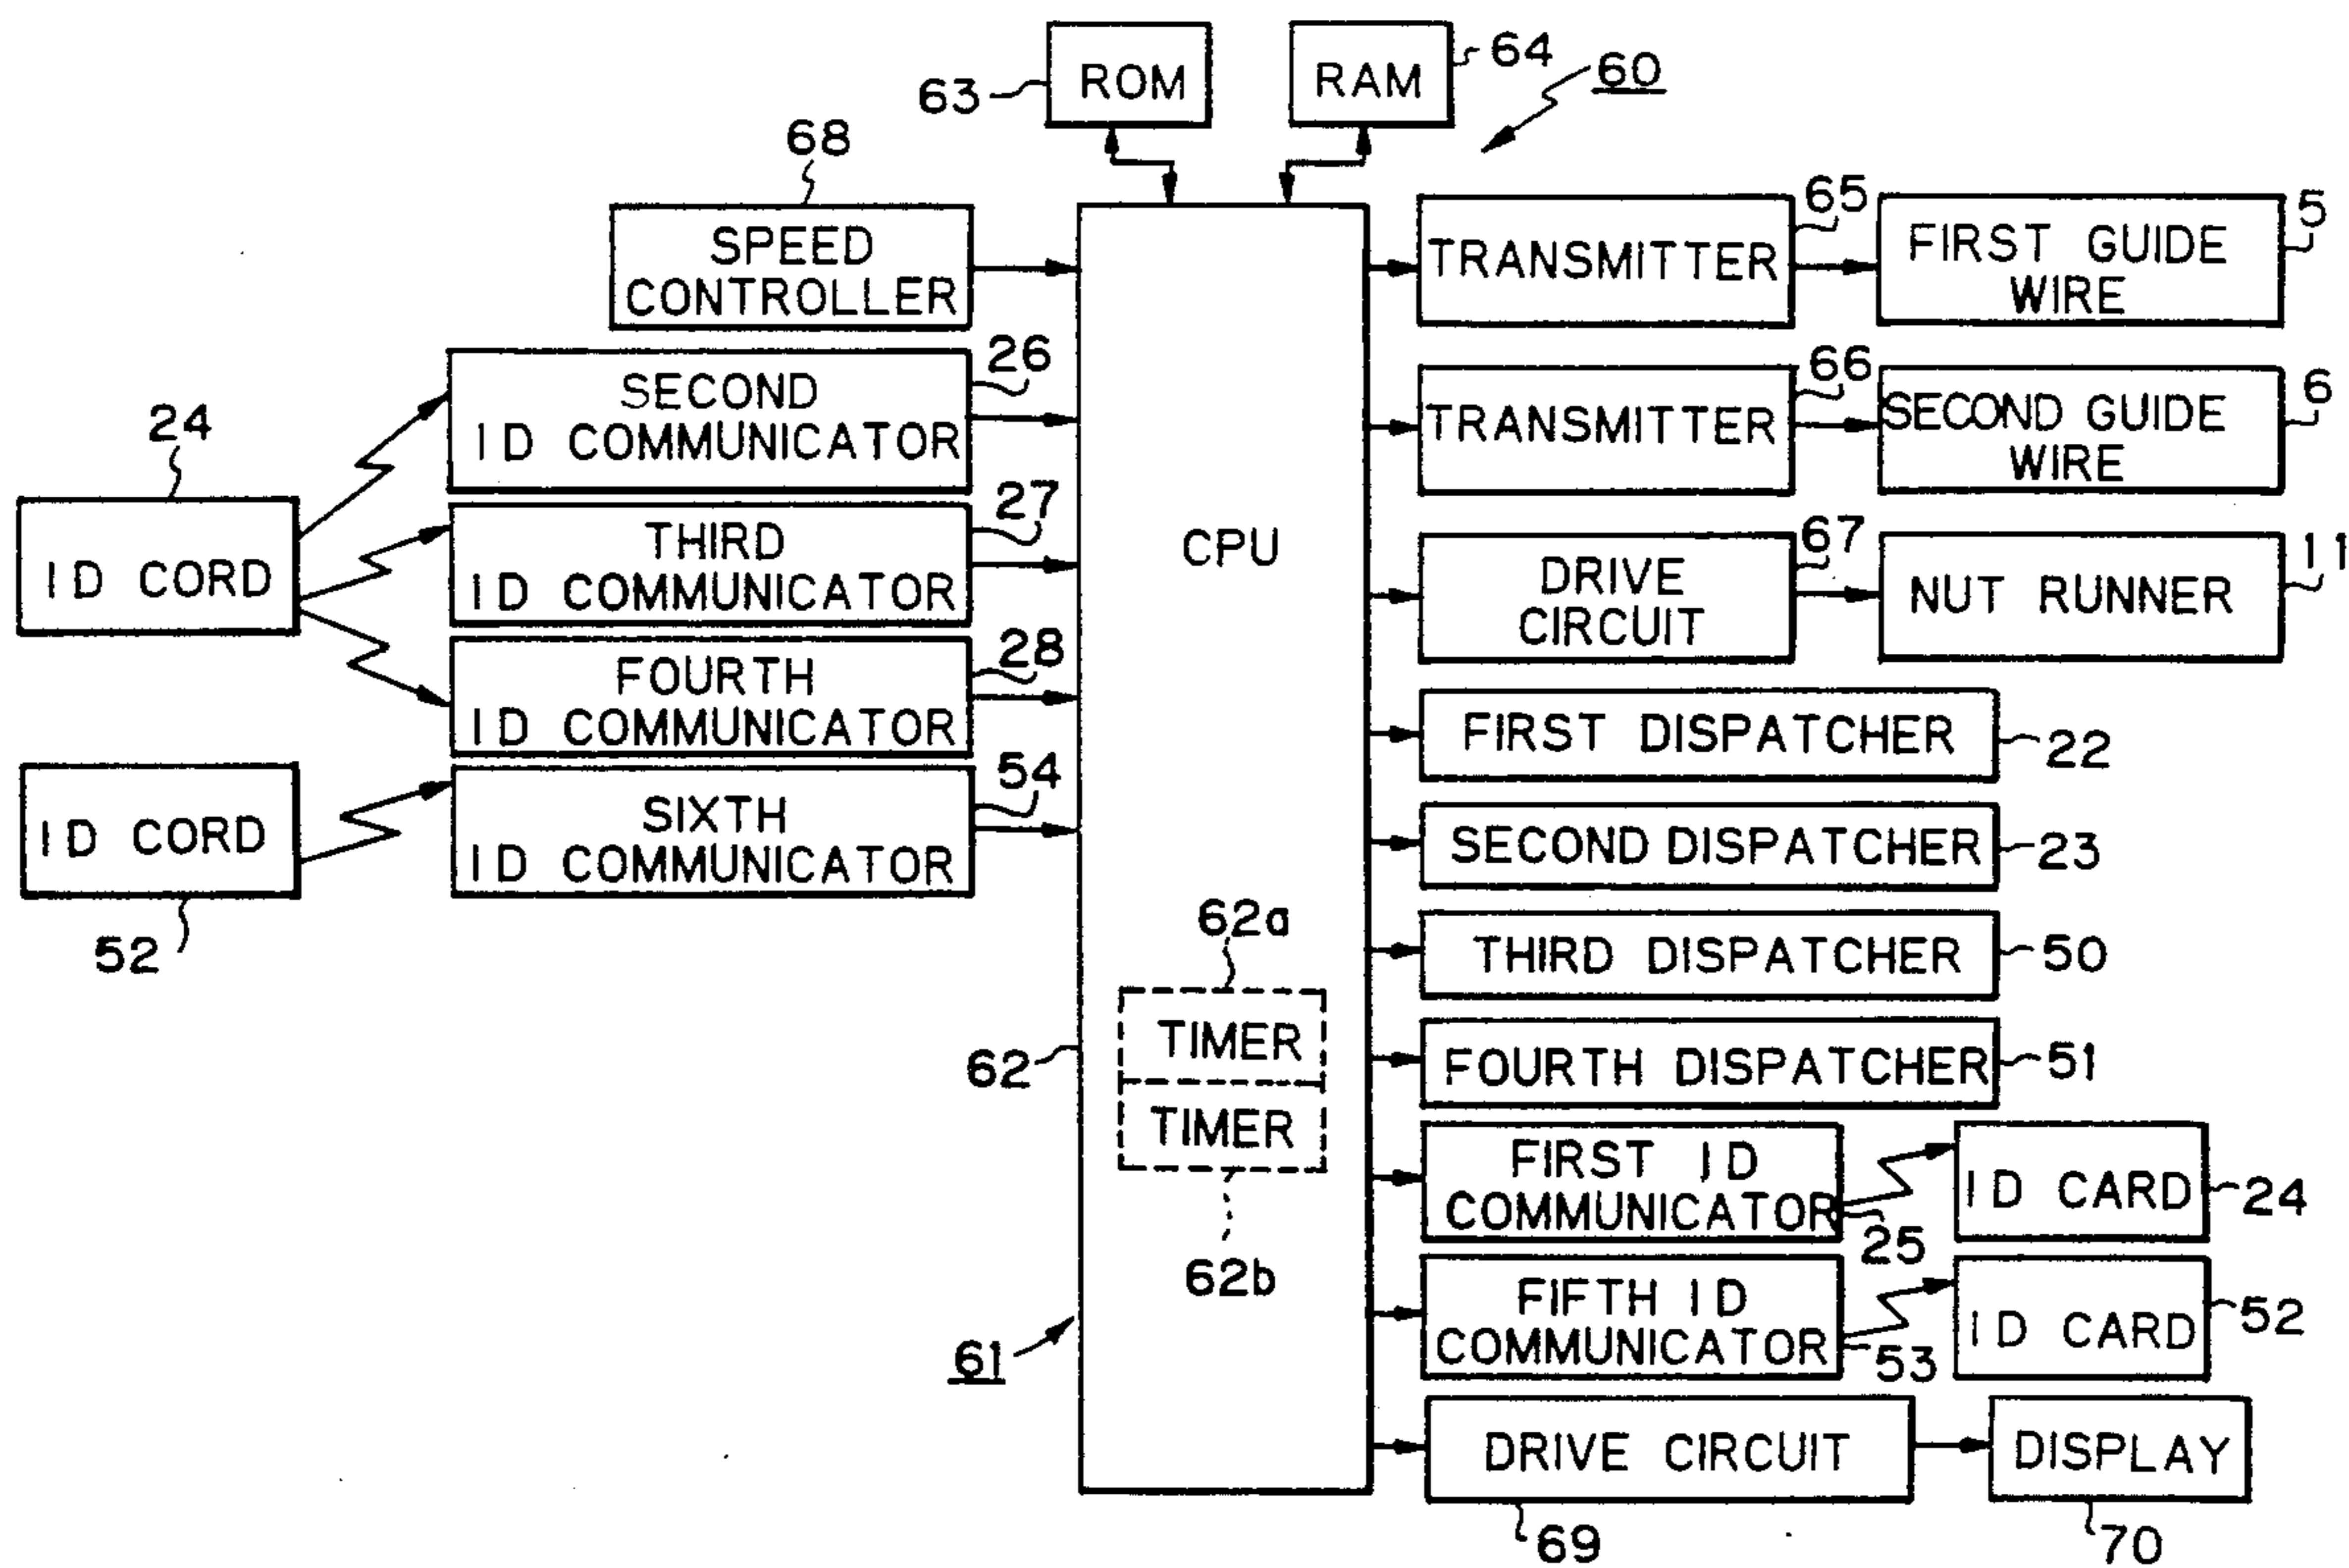 63
ROM
RAM
64
60
68
SPEED
CONTROLLER
24
ID CORD
SECOND
ID COMMUNICATOR
26
THIRD
ID COMMUNICATOR
27
FOURTH
ID COMMUNICATOR
28
ID CORD
52
SIXTH
ID COMMUNICATOR
54
CPU
62a
TIMER
TIMER
62b
62
61
TRANSMITTER
65
FIRST GUIDE
WIRE
5
TRANSMITTER
66
SECOND GUIDE
WIRE
6
DRIVE
CIRCUIT
67
NUT RUNNER
11
FIRST DISPATCHER
22
SECOND DISPATCHER
23
THIRD DISPATCHER
50
FOURTH DISPATCHER
51
FIRST ID
COMMUNICATOR
25
ID CARD
24
FIFTH ID
COMMUNICATOR
53
ID CARD
52
DRIVE CIRCUIT
69
DISPLAY
70